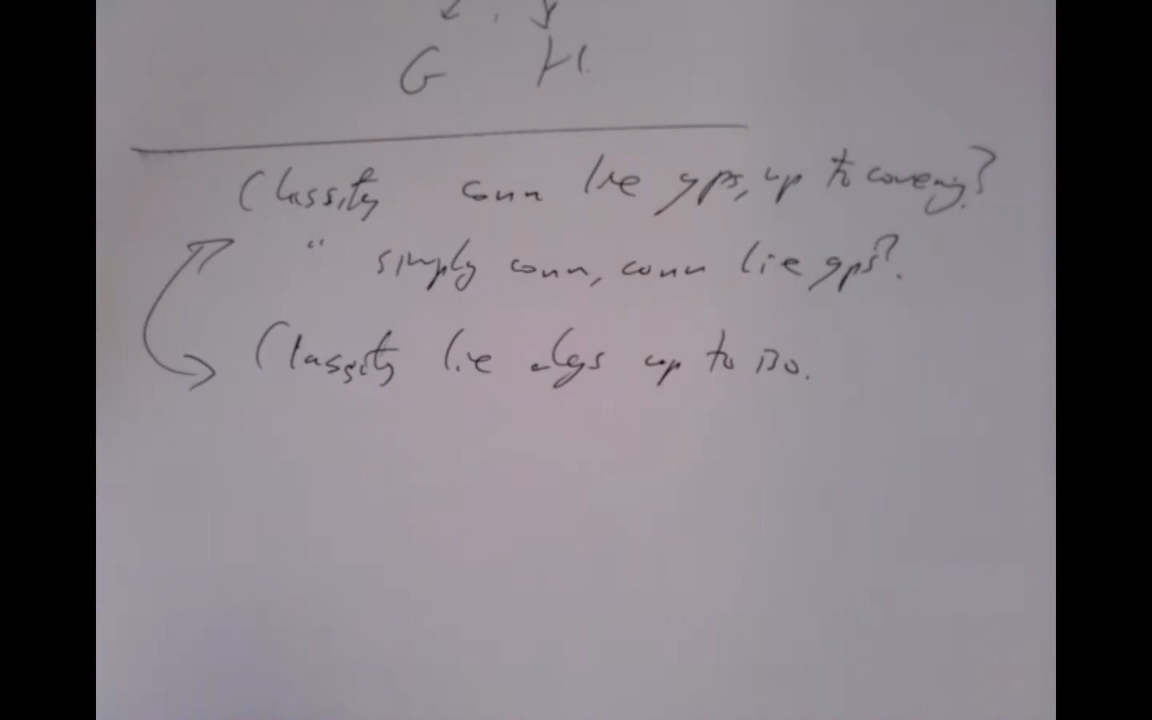 G H.
Classify conn lie gps, up to covering?
" simply conn, conn lie gps?
Classify lie algs up to iso.